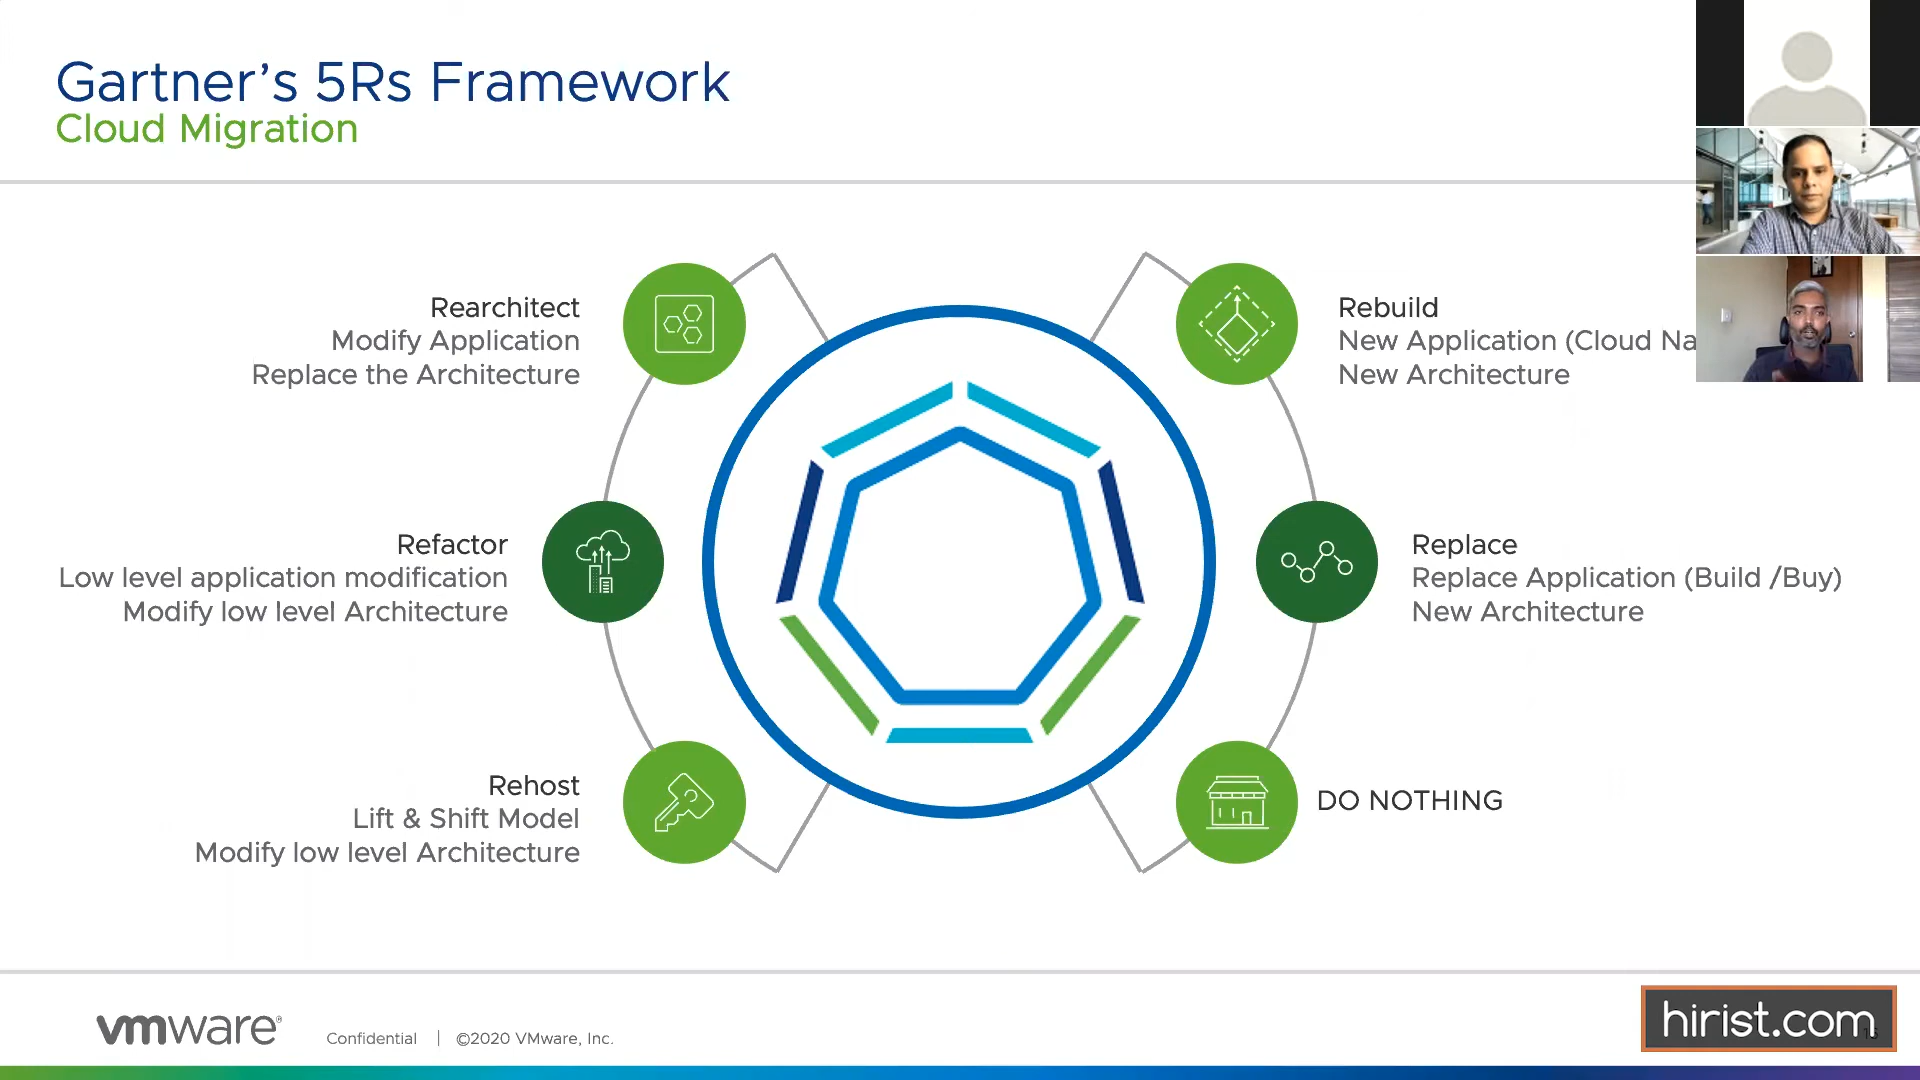 Gartner's 5Rs Framework
Cloud Migration
Rearchitect
Modify Application
Replace the Architecture
Refactor
Low level application modification
Modify low level Architecture
Rehost
Lift & Shift Model
Modify low level Architecture
Rebuild
New Application (Cloud Na
New Architecture
Replace
Replace Application (Build /Buy)
New Architecture
DO NOTHING
vmware®
Confidential | ©2020 VMware, Inc.
hirist.com